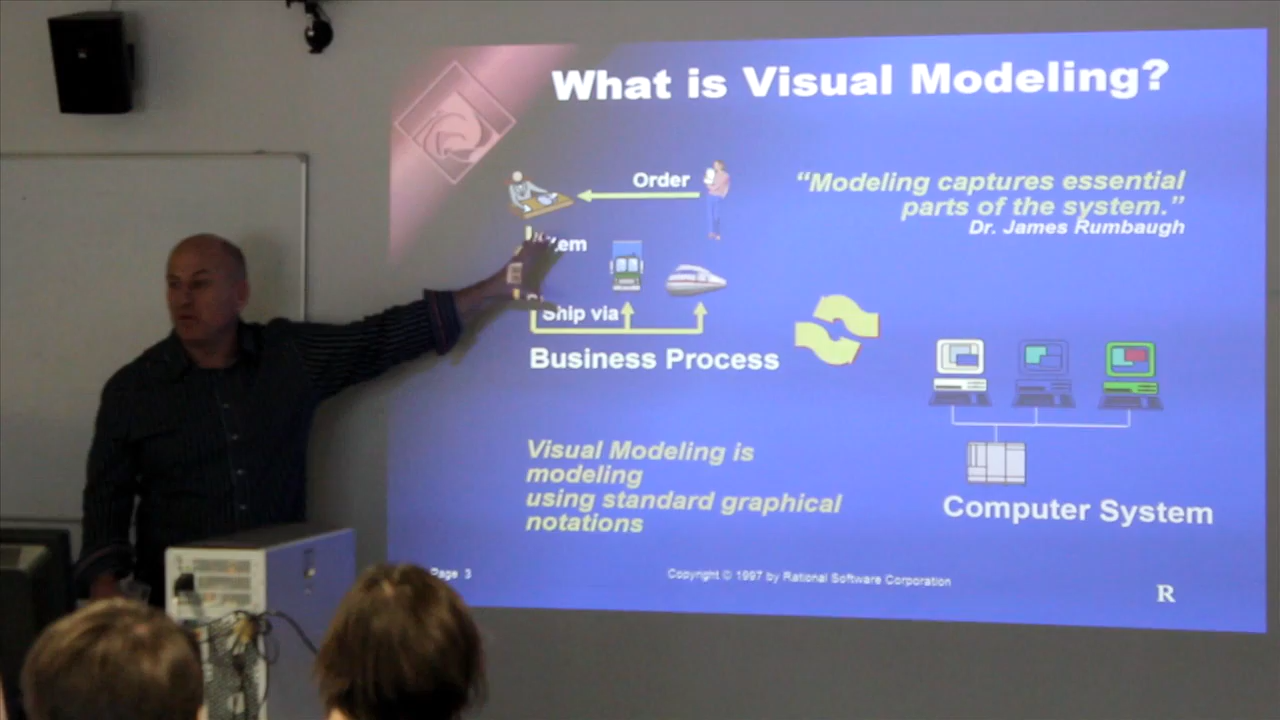 What is Visual Modeling?
Order
“Modeling captures essential
parts of the system.”
Dr. James Rumbaugh
Ship via
Business Process
Visual Modeling is
modeling
using standard graphical
notations
Computer System
Page 3
Copyright © 1997 by Rational Software Corporation
R